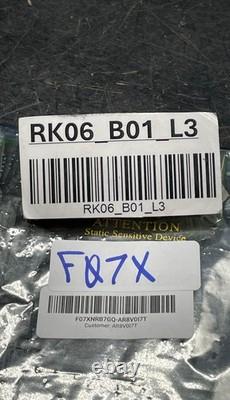 RK06_B01_L3
RK06_B01_L3
ATTENTION
Static Sensitive Device
FQ7X
F07XNRB7GQ-AR8V0I7T
Customer: AR8V0I7T